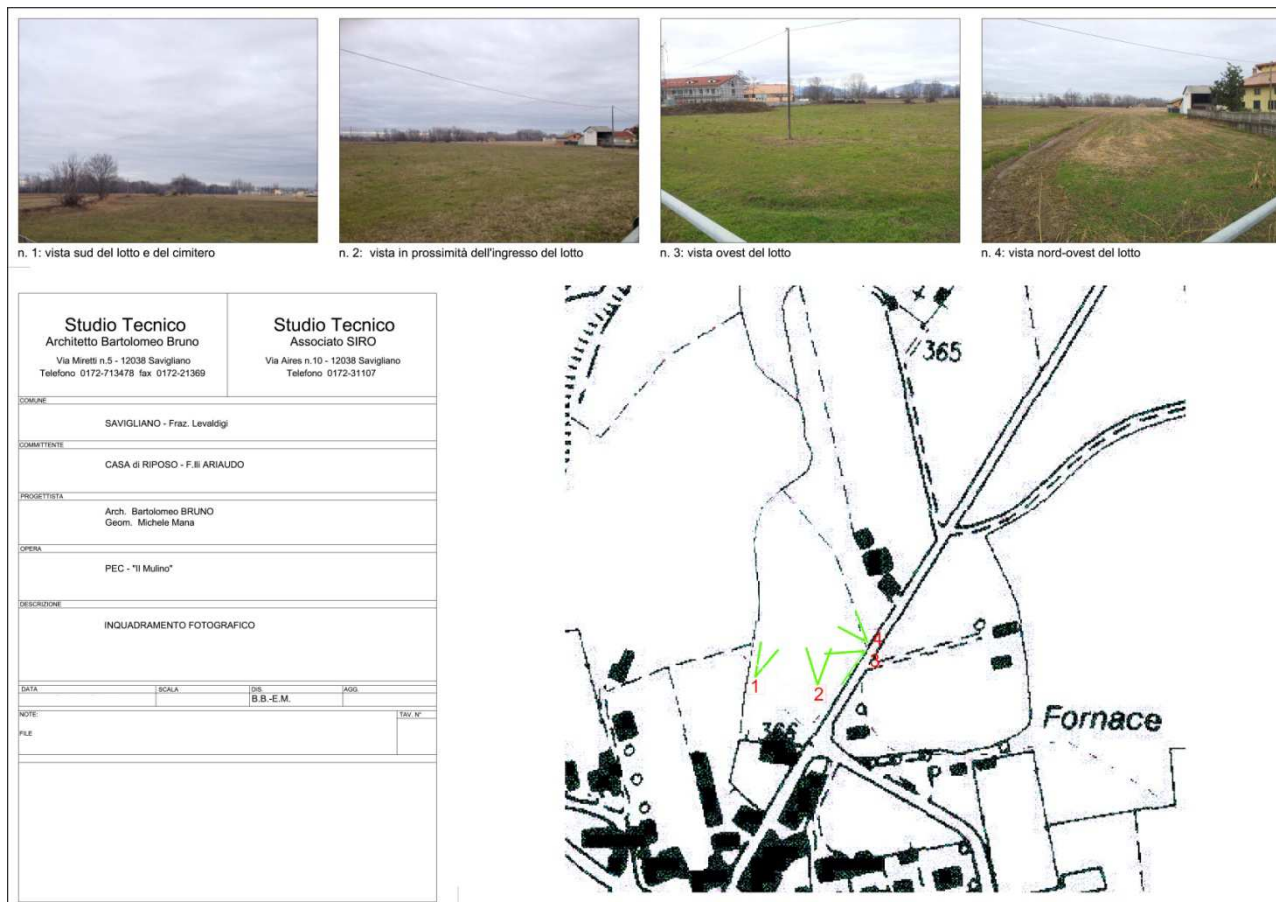 n. 1: vista sud del lotto e del cimitero
n. 2: vista in prossimità dell'ingresso del lotto
n. 3: vista ovest del lotto
n. 4: vista nord-ovest del lotto
Studio Tecnico
Architetto Bartolomeo Bruno
Via Miretti n.5 - 12038 Savigliano
Telefono 0172-713478 fax 0172-21369
Studio Tecnico
Associato SIRO
Via Aires n.10 - 12038 Savigliano
Telefono 0172-31107
COMUNE
SAVIGLIANO - Fraz. Levaldigi
COMMITTENTE
CASA di RIPOSO - F.lli ARIAUDO
PROGETTISTA
Arch. Bartolomeo BRUNO
Geom. Michele Mana
OPERA
PEC - "Il Mulino"
DESCRIZIONE
INQUADRAMENTO FOTOGRAFICO
DATA
SCALA
DIS.
AGG.
B.B.-E.M.
NOTE:
TAV. N°
FILE
365
4
3
1
2
366
Fornace